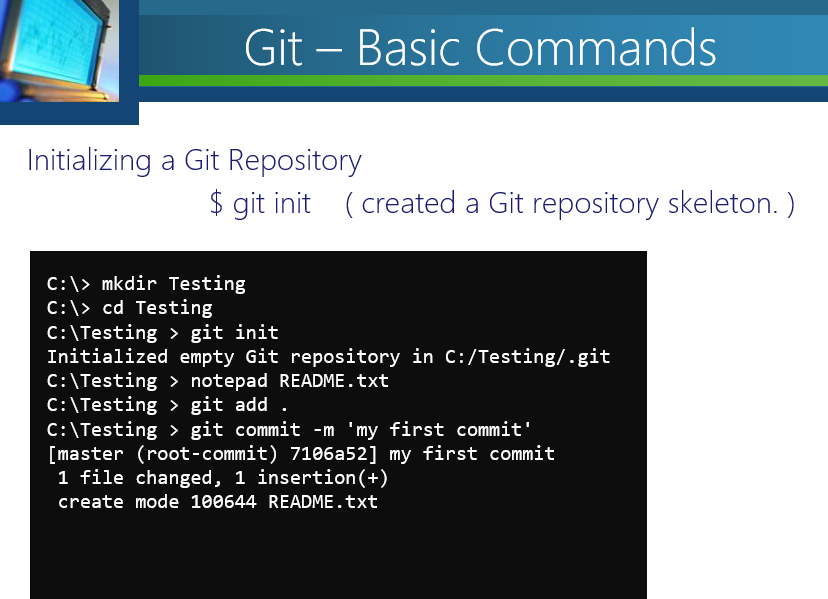 Git – Basic Commands
Initializing a Git Repository
$ git init ( created a Git repository skeleton. )
C:\> mkdir Testing
C:\> cd Testing
C:\Testing > git init
Initialized empty Git repository in C:/Testing/.git
C:\Testing > notepad README.txt
C:\Testing > git add .
C:\Testing > git commit -m 'my first commit'
[master (root-commit) 7106a52] my first commit
 1 file changed, 1 insertion(+)
 create mode 100644 README.txt